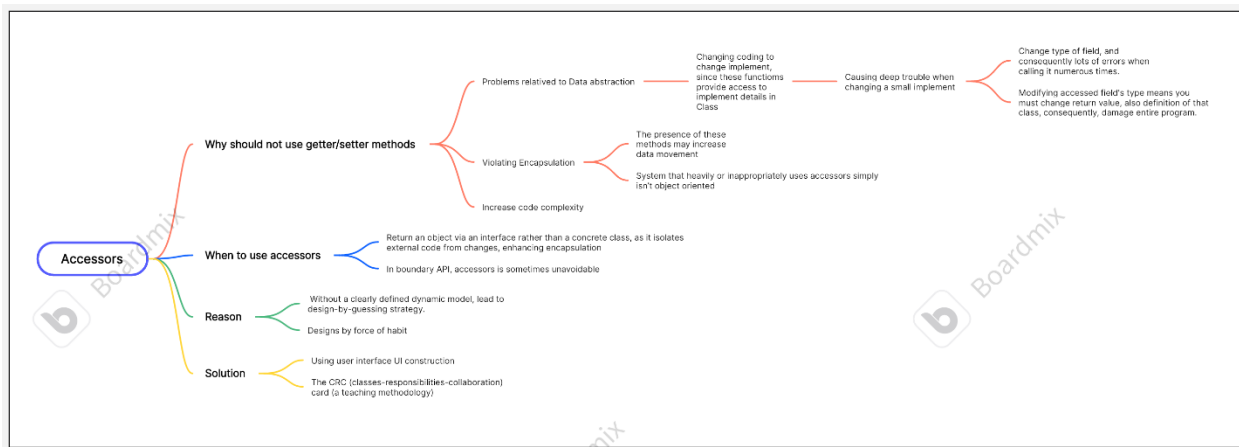 Accessors
Why should not use getter/setter methods
Problems relatived to Data abstraction
Changing coding to
change implement,
since these functioms
provide access to
implement details in
Class
Causing deep trouble when
changing a small implement
Change type of field, and
consequently lots of errors when
calling it numerous times.
Modifying accessed field's type means you
must change return value, also definition of that
class, consequently, damage entire program.
Violating Encapsulation
The presence of these
methods may increase
data movement
System that heavily or inappropriately uses accessors simply
isn't object oriented
Increase code complexity
When to use accessors
Return an object via an interface rather than a concrete class, as it isolates
external code from changes, enhancing encapsulation
In boundary API, accessors is sometimes unavoidable
Reason
Without a clearly defined dynamic model, lead to
design-by-guessing strategy.
Designs by force of habit
Solution
Using user interface UI construction
The CRC (classes-responsibilities-collaboration)
card (a teaching methodology)
Boardmix
Boardmix
mix